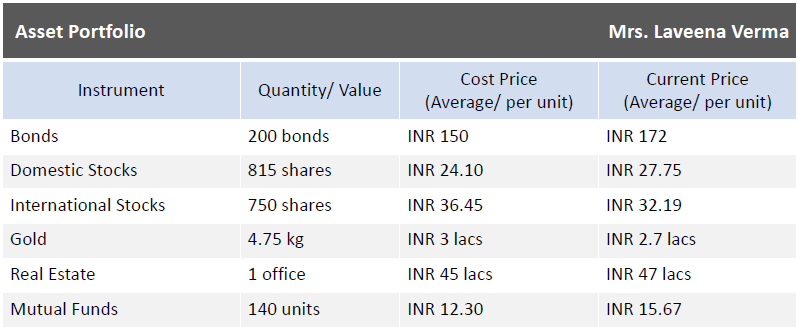 Asset Portfolio Mrs. Laveena Verma
Instrument Quantity/ Value Cost Price (Average/ per unit) Current Price (Average/ per unit)
Bonds 200 bonds INR 150 INR 172
Domestic Stocks 815 shares INR 24.10 INR 27.75
International Stocks 750 shares INR 36.45 INR 32.19
Gold 4.75 kg INR 3 lacs INR 2.7 lacs
Real Estate 1 office INR 45 lacs INR 47 lacs
Mutual Funds 140 units INR 12.30 INR 15.67